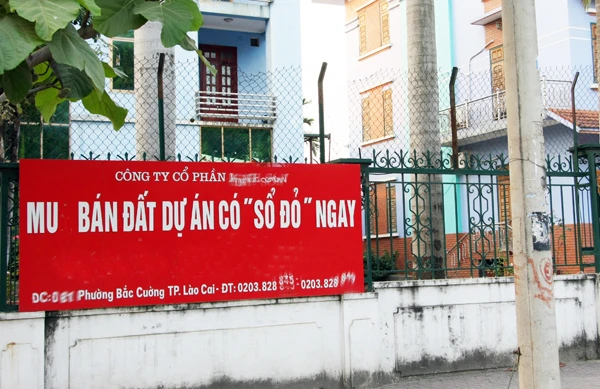 CÔNG TY CỔ PHẦN
MU BÁN ĐẤT DỰ ÁN CÓ "SỔ ĐỎ" NGAY
ĐC: Phường Bắc Cường TP. Lào Cai - ĐT: 0203.828 - 0203.828